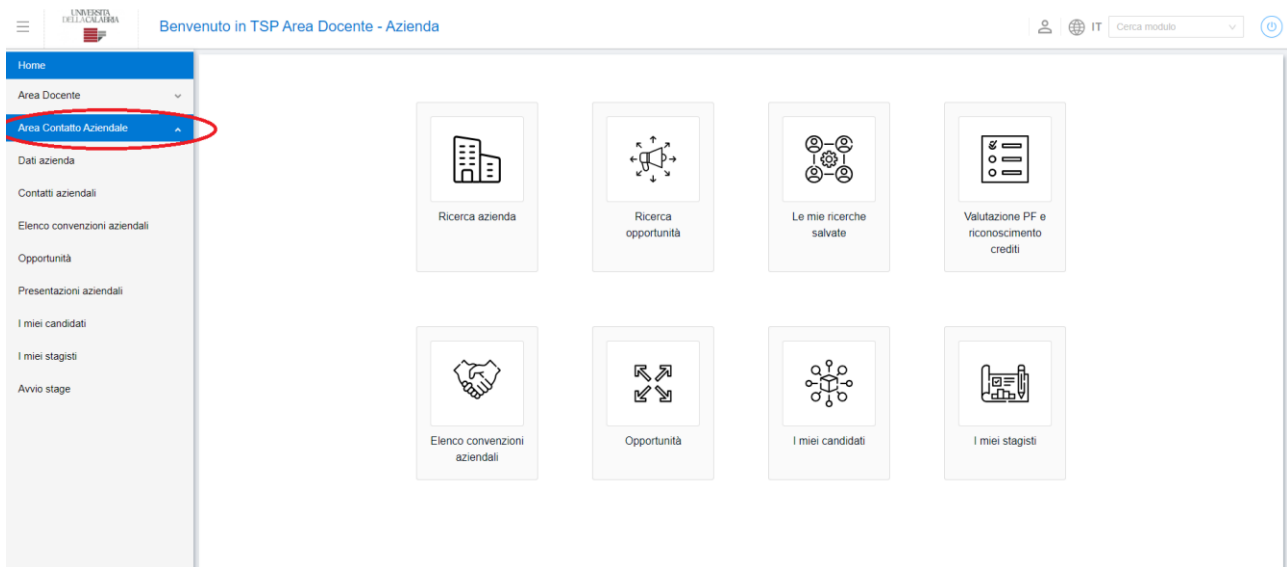 UNIVERSITÀ
DELLA CALABRIA
Benvenuto in TSP Area Docente - Azienda
IT
Cerca modulo
Home
Area Docente
Area Contatto Aziendale
Dati azienda
Contatti aziendali
Elenco convenzioni aziendali
Opportunità
Presentazioni aziendali
I miei candidati
I miei stagisti
Avvio stage
Ricerca azienda
Ricerca
opportunità
Le mie ricerche
salvate
Valutazione PF e
riconoscimento
crediti
Elenco convenzioni
aziendali
Opportunità
I miei candidati
I miei stagisti